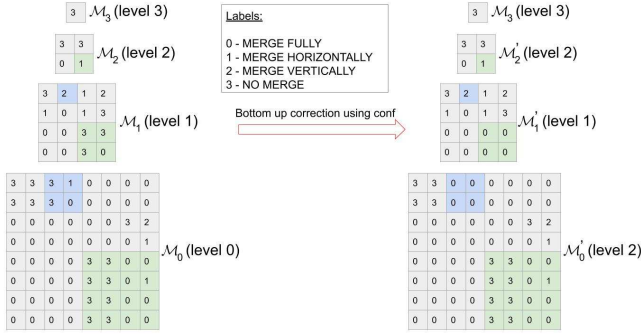 3 ℳ₃ (level 3)
3 3
0 1
ℳ₂ (level 2)
3 2 1 2
1 0 1 3
0 0 3 3
0 0 3 0
ℳ₁ (level 1)
3 3 3 1 0 0 0 0
3 3 3 0 0 0 0 0
0 0 0 0 0 0 3 2
0 0 0 0 0 0 0 1
0 0 0 0 3 3 0 0
0 0 0 0 3 3 0 1
0 0 0 0 3 3 0 0
0 0 0 0 3 3 0 0
ℳ₀ (level 0)
Labels:
0 - MERGE FULLY
1 - MERGE HORIZONTALLY
2 - MERGE VERTICALLY
3 - NO MERGE
Bottom up correction using conf
3 ℳ₃ (level 3)
3 3
0 1
ℳ₂' (level 2)
3 2 1 2
1 0 1 3
0 0 0 0
0 0 0 0
ℳ₁' (level 1)
3 3 0 0 0 0 0 0
3 3 0 0 0 0 0 0
0 0 0 0 0 0 3 2
0 0 0 0 0 0 0 1
0 0 0 0 3 3 0 0
0 0 0 0 3 3 0 1
0 0 0 0 3 3 0 0
0 0 0 0 3 3 0 0
ℳ₀' (level 2)